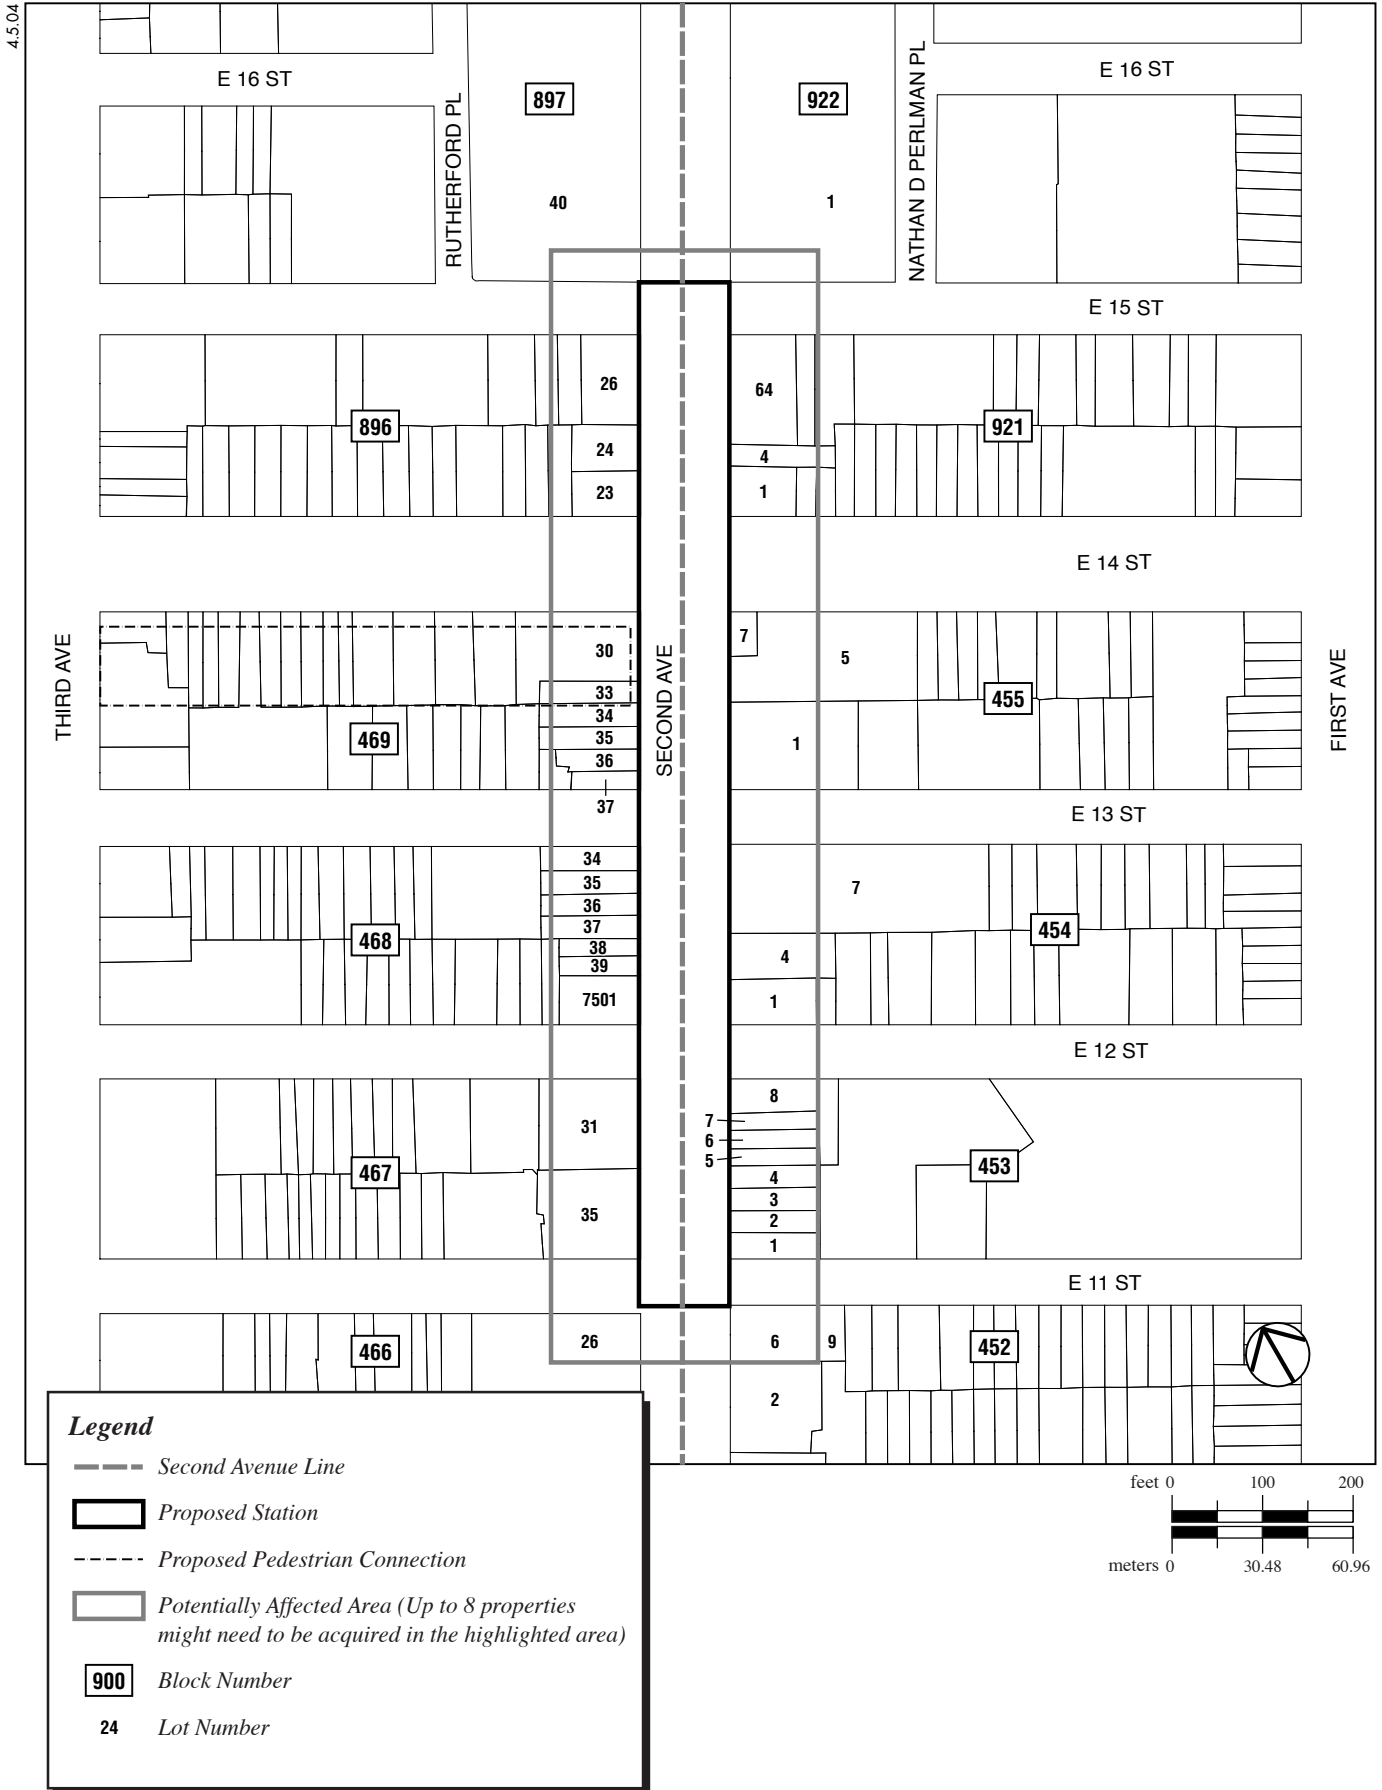 4.5.04
E 16 ST
E 16 ST
RUTHERFORD PL
897
922
NATHAN D PERLMAN PL
40
1
E 15 ST
26
64
896
921
24
4
23
1
E 14 ST
THIRD AVE
SECOND AVE
FIRST AVE
30
7
5
33
455
34
469
35
1
36
37
E 13 ST
34
35
7
36
37
468
454
38
4
39
7501
1
E 12 ST
8
31
7
6
5
467
453
4
3
35
2
1
E 11 ST
466
26
6
9
452
2
Legend
Second Avenue Line
Proposed Station
Proposed Pedestrian Connection
Potentially Affected Area (Up to 8 properties
might need to be acquired in the highlighted area)
900 Block Number
24 Lot Number
feet 0 100 200
meters 0 30.48 60.96